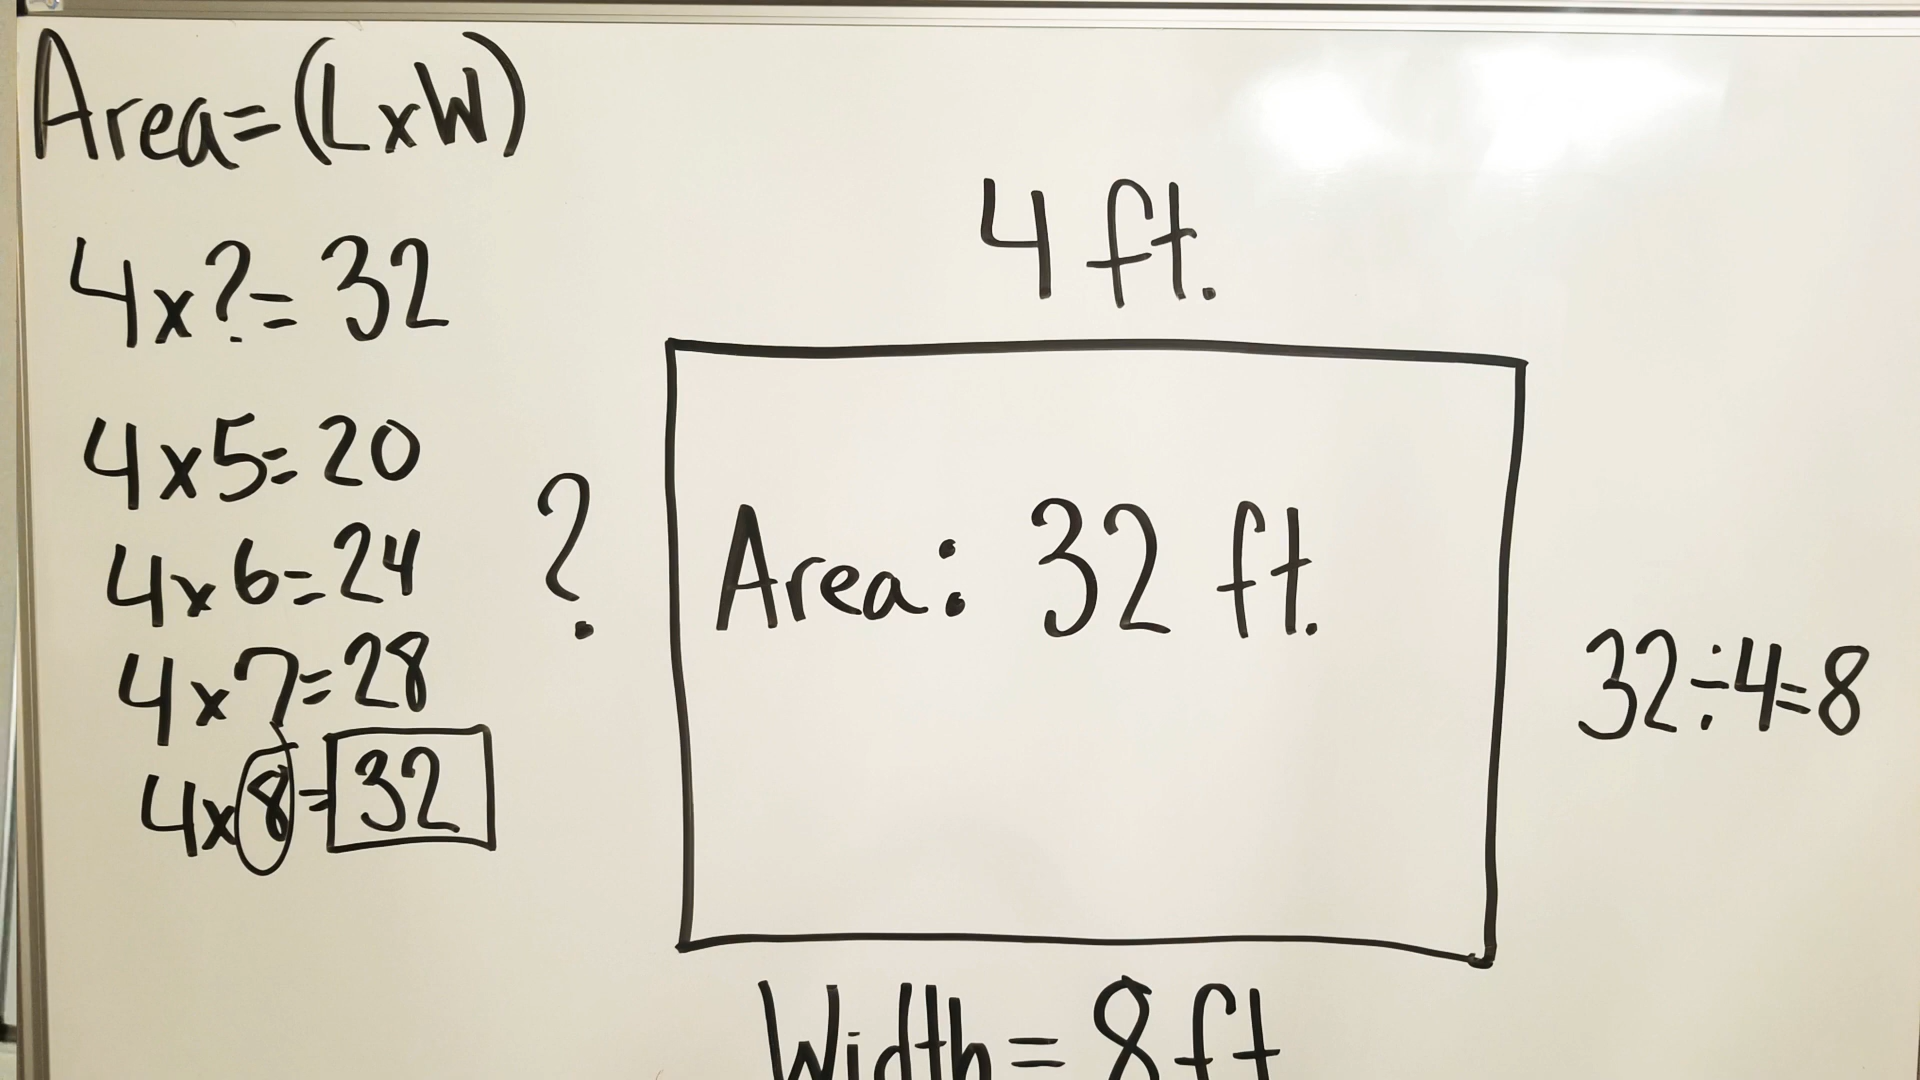 Area=(LxW)
4x?=32
4x5=20
4x6=24
4x7=28
4x8=32
4 ft.
?
Area: 32 ft.
32÷4=8
Width=8ft